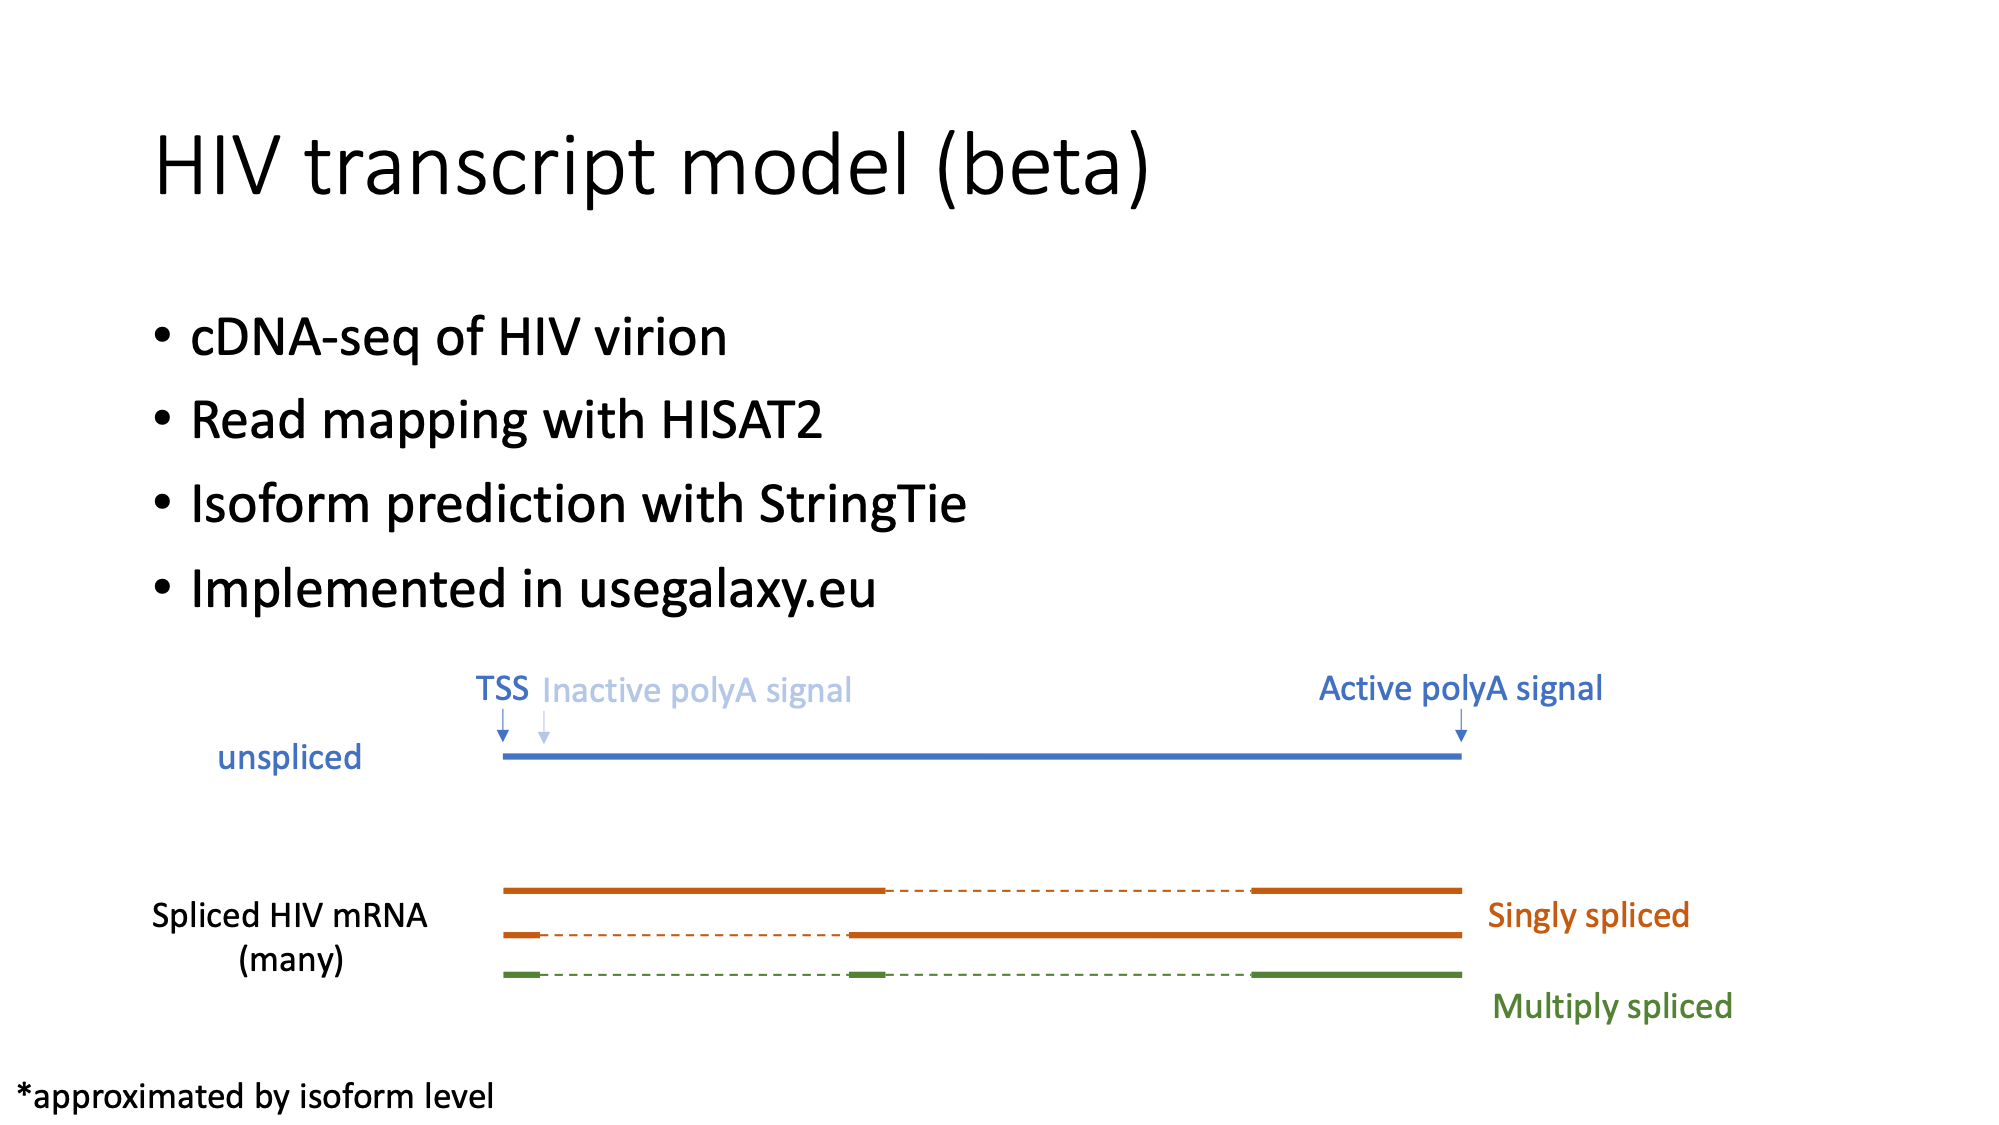 HIV transcript model (beta)
• cDNA-seq of HIV virion
• Read mapping with HISAT2
• Isoform prediction with StringTie
• Implemented in usegalaxy.eu
TSS Inactive polyA signal Active polyA signal
unspliced
Spliced HIV mRNA
(many)
Singly spliced
Multiply spliced
*approximated by isoform level